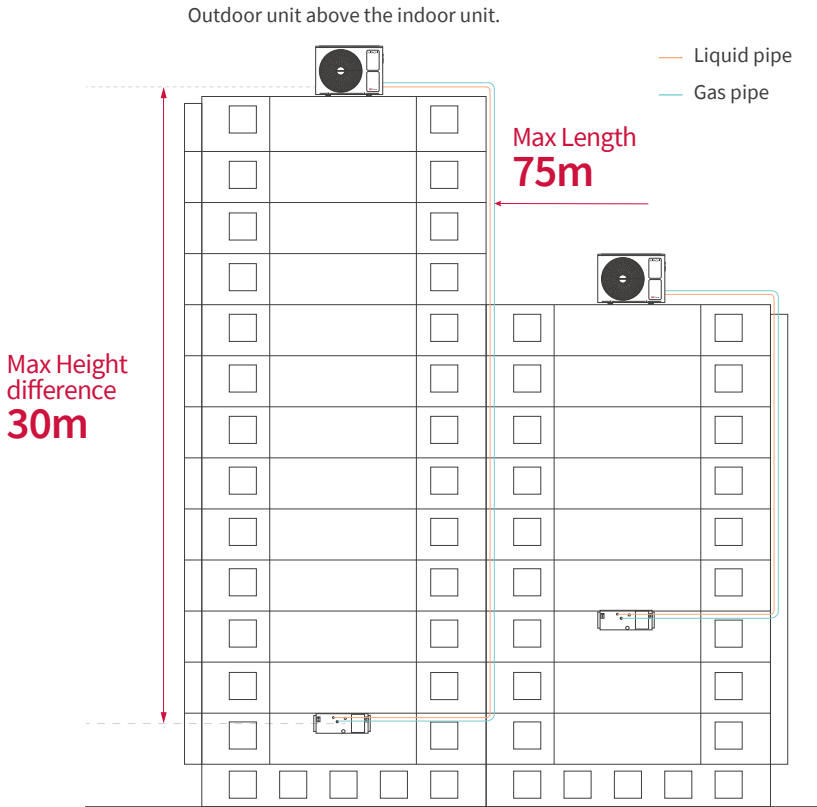 Outdoor unit above the indoor unit.
Liquid pipe
Gas pipe
Max Length
75m
Max Height
difference
30m